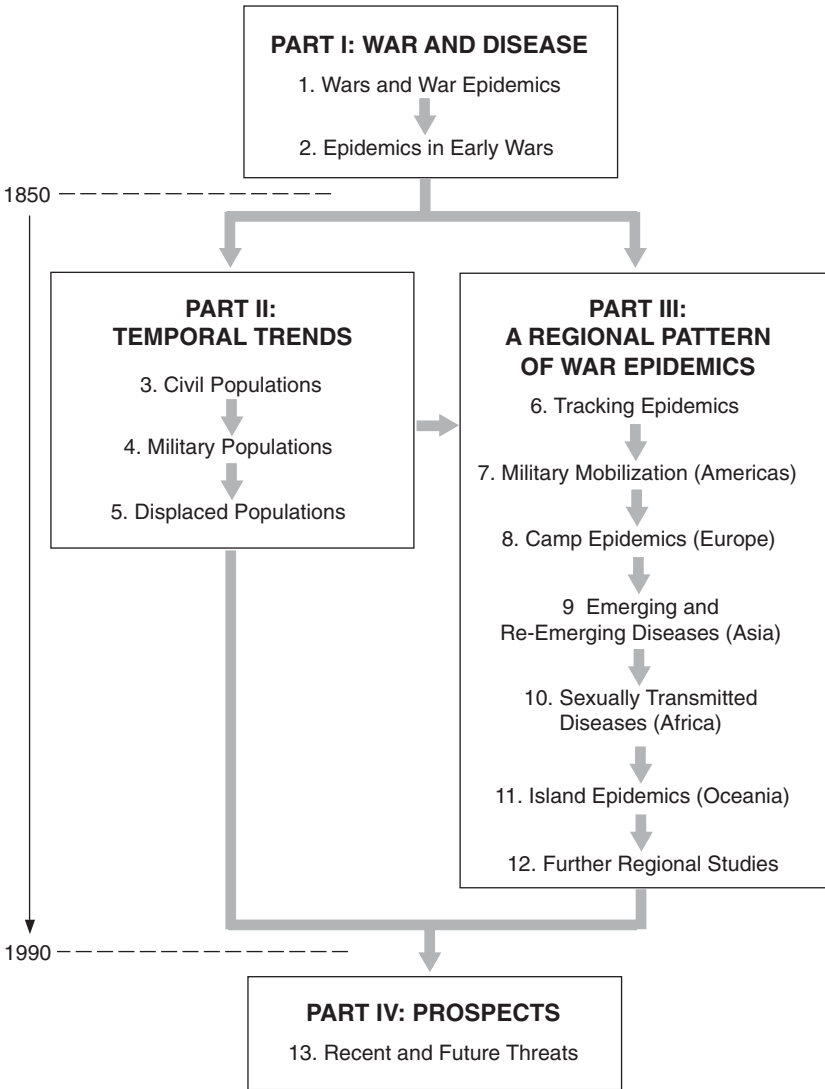 PART I: WAR AND DISEASE
1. Wars and War Epidemics
2. Epidemics in Early Wars
1850
PART II:
TEMPORAL TRENDS
3. Civil Populations
4. Military Populations
5. Displaced Populations
PART III:
A REGIONAL PATTERN
OF WAR EPIDEMICS
6. Tracking Epidemics
7. Military Mobilization (Americas)
8. Camp Epidemics (Europe)
9 Emerging and
Re-Emerging Diseases (Asia)
10. Sexually Transmitted
Diseases (Africa)
11. Island Epidemics (Oceania)
12. Further Regional Studies
1990
PART IV: PROSPECTS
13. Recent and Future Threats